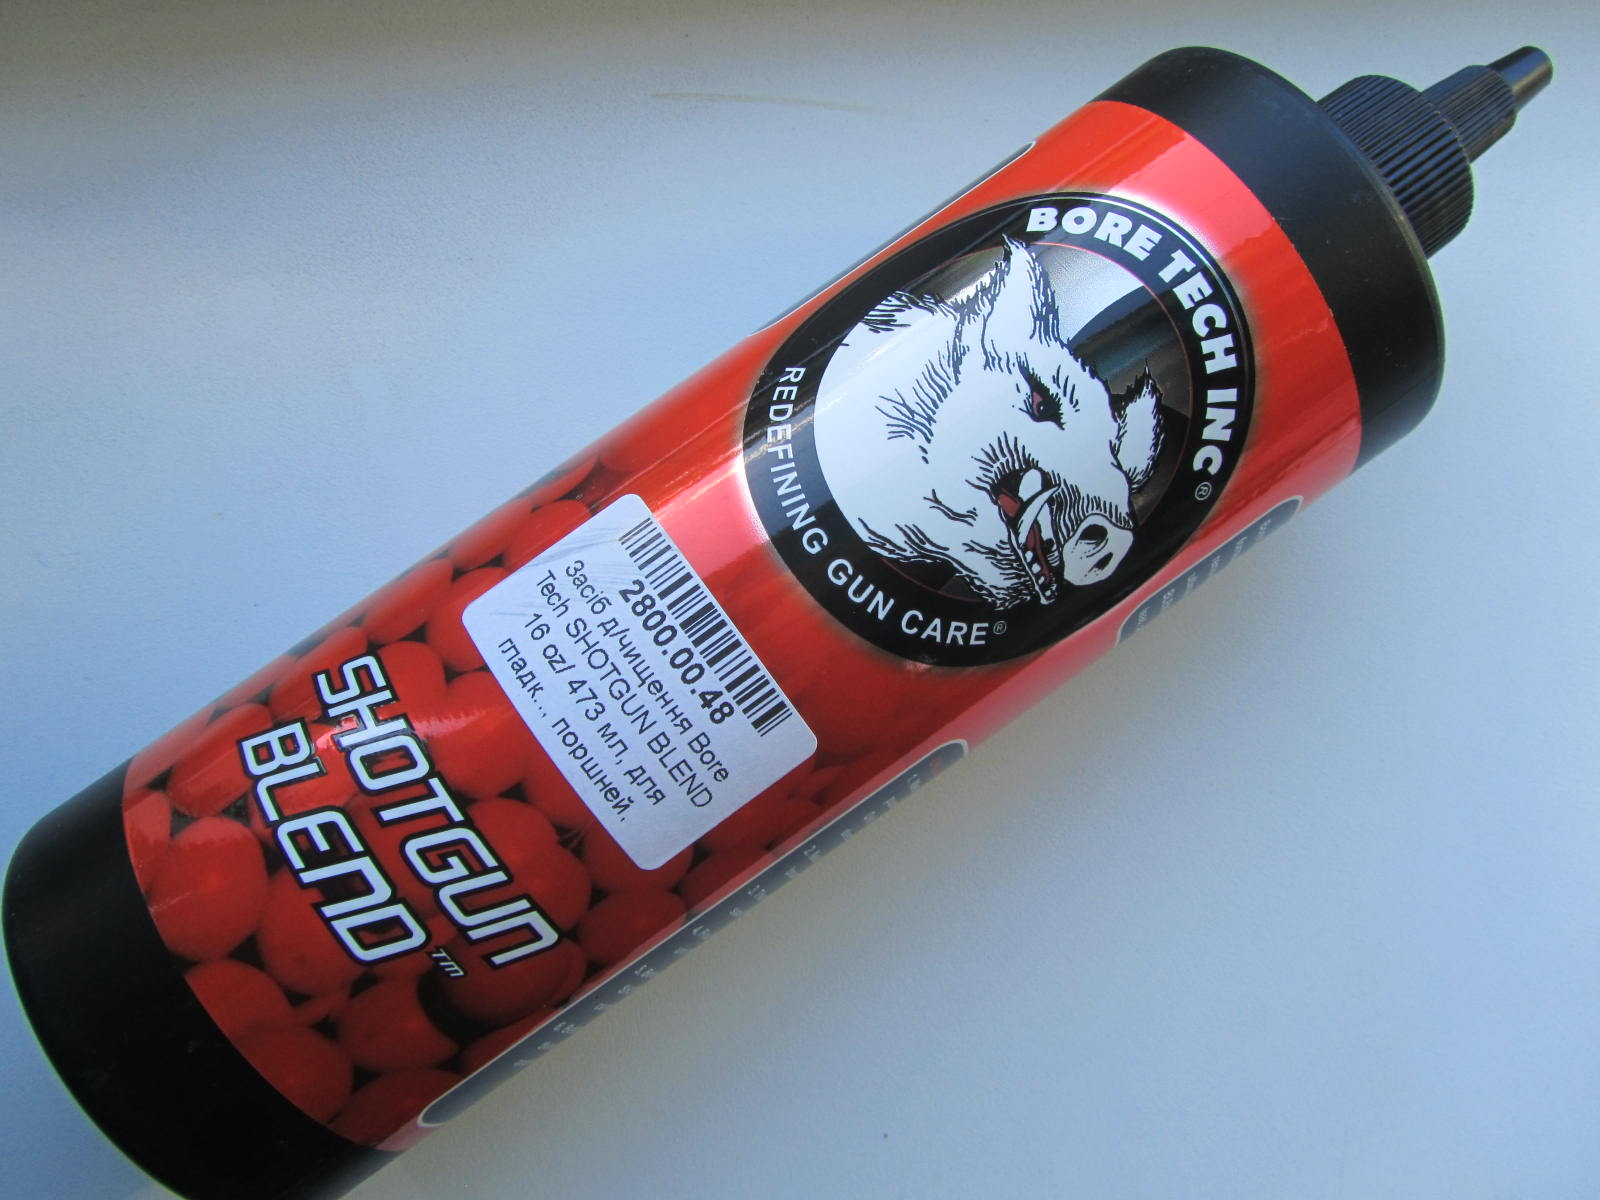 BORE TECH INC®
REDEFINING GUN CARE®
2800.00.48
Засіб д/чищення Bore
Tech SHOTGUN BLEND
16 oz/ 473 мл, для
гладк... поршней,
SHOTGUN
BLEND™